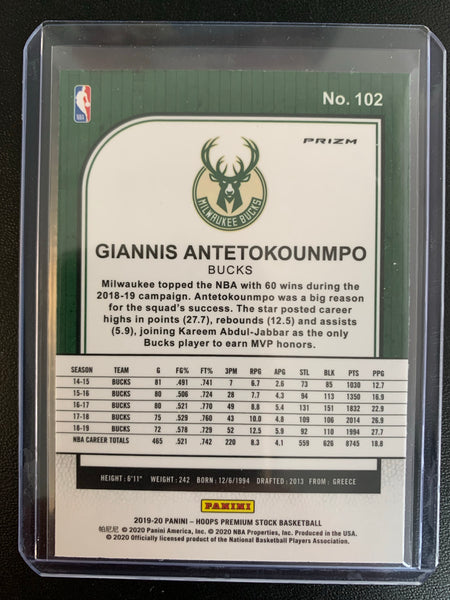 No. 102
NBA
PRIZM
MILWAUKEE BUCKS
GIANNIS ANTETOKOUNMPO
BUCKS
Milwaukee topped the NBA with 60 wins during the
2018-19 campaign. Antetokounmpo was a big reason
for the squad's success. The star posted career
highs in points (27.7), rebounds (12.5) and assists
(5.9), joining Kareem Abdul-Jabbar as the only
Bucks player to earn MVP honors.
SEASON TEAM G FG% FT% 3PM RPG APG STL BLK PTS PPG
14-15 BUCKS 81 .491 .741 7 6.7 2.6 73 85 1030 12.7
15-16 BUCKS 80 .506 .724 28 7.7 4.3 94 113 1350 16.9
16-17 BUCKS 80 .521 .770 49 8.8 5.4 131 151 1832 22.9
17-18 BUCKS 75 .529 .760 43 10.0 4.8 109 106 2014 26.9
18-19 BUCKS 72 .578 .729 52 12.5 5.9 92 110 1994 27.7
NBA CAREER TOTALS 465 .521 .742 220 8.3 4.1 559 626 8745 18.8
HEIGHT: 6'11" WEIGHT: 242 BORN: 12/6/1994 DRAFTED: 2013 FROM: GREECE
PANINI
2019-20 PANINI – HOOPS PREMIUM STOCK BASKETBALL
帕尼尼 © 2020 Panini America, Inc. © 2020 NBA Properties, Inc. Produced in the USA.
© 2020 Officially licensed product of the National Basketball Players Association.